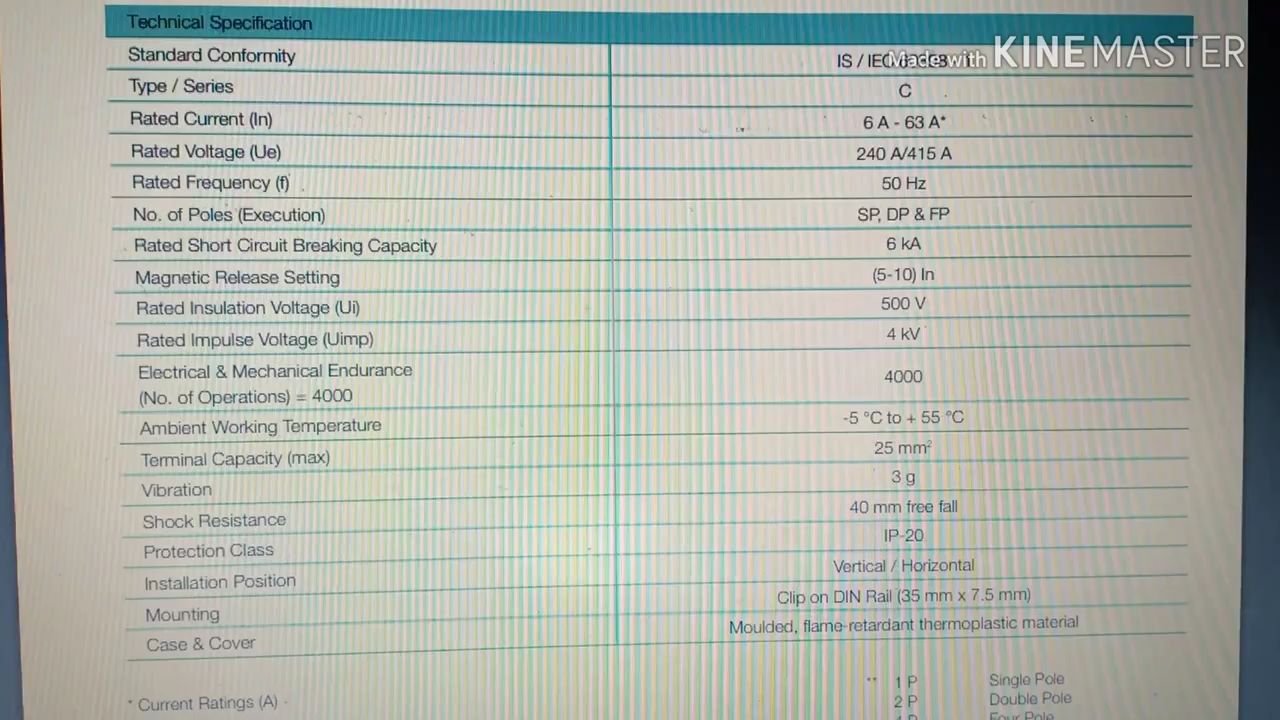 Technical Specification
Standard Conformity IS / IEC
Made with KINEMASTER
Type / Series C
Rated Current (In) 6 A - 63 A*
Rated Voltage (Ue) 240 A/415 A
Rated Frequency (f) 50 Hz
No. of Poles (Execution) SP, DP & FP
Rated Short Circuit Breaking Capacity 6 kA
Magnetic Release Setting (5-10) In
Rated Insulation Voltage (Ui) 500 V
Rated Impulse Voltage (Uimp) 4 kV
Electrical & Mechanical Endurance
(No. of Operations) = 4000 4000
Ambient Working Temperature -5 °C to + 55 °C
Terminal Capacity (max) 25 mm²
Vibration 3 g
Shock Resistance 40 mm free fall
Protection Class IP-20
Installation Position Vertical / Horizontal
Mounting Clip on DIN Rail (35 mm x 7.5 mm)
Case & Cover Moulded, flame-retardant thermoplastic material
* Current Ratings (A)
** 1 P Single Pole
2 P Double Pole
Four Pole